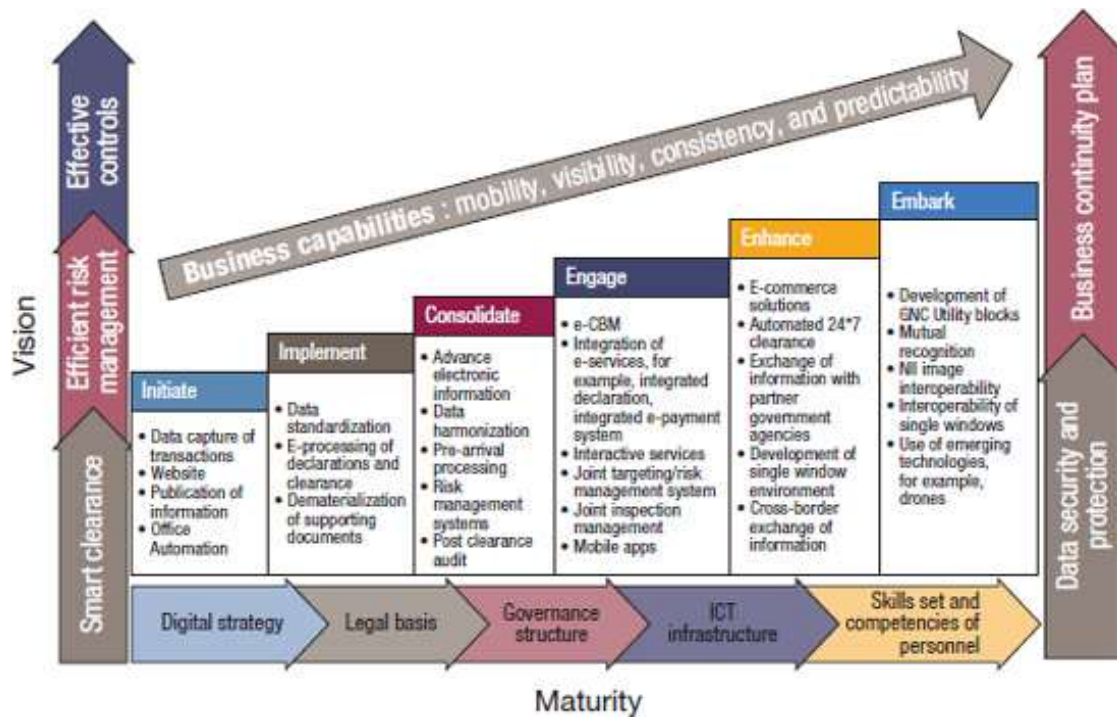 Vision
Effective
controls
Efficient risk
management
Smart clearance
Business capabilities : mobility, visibility, consistency, and predictability
Initiate
• Data capture of
transactions
• Website
• Publication of
information
• Office
Automation
Implement
• Data
standardization
• E-processing of
declarations and
clearance
• Dematerialization
of supporting
documents
Consolidate
• Advance
electronic
information
• Data
harmonization
• Pre-arrival
processing
• Risk
management
systems
• Post clearance
audit
Engage
• e-CBM
• Integration of
e-services, for
example, integrated
declaration,
integrated e-payment
system
• Interactive services
• Joint targeting/risk
management system
• Joint inspection
management
• Mobile apps
Enhance
• E-commerce
solutions
• Automated 24*7
clearance
• Exchange of
information with
partner
government
agencies
• Development of
single window
environment
• Cross-border
exchange of
information
Embark
• Development of
GNC Utility blocks
• Mutual
recognition
• NII image
interoperability
• Interoperability of
single windows
• Use of emerging
technologies,
for example,
drones
Business continuity plan
Data security and
protection
Digital strategy
Legal basis
Governance
structure
ICT
infrastructure
Skills set and
competencies of
personnel
Maturity